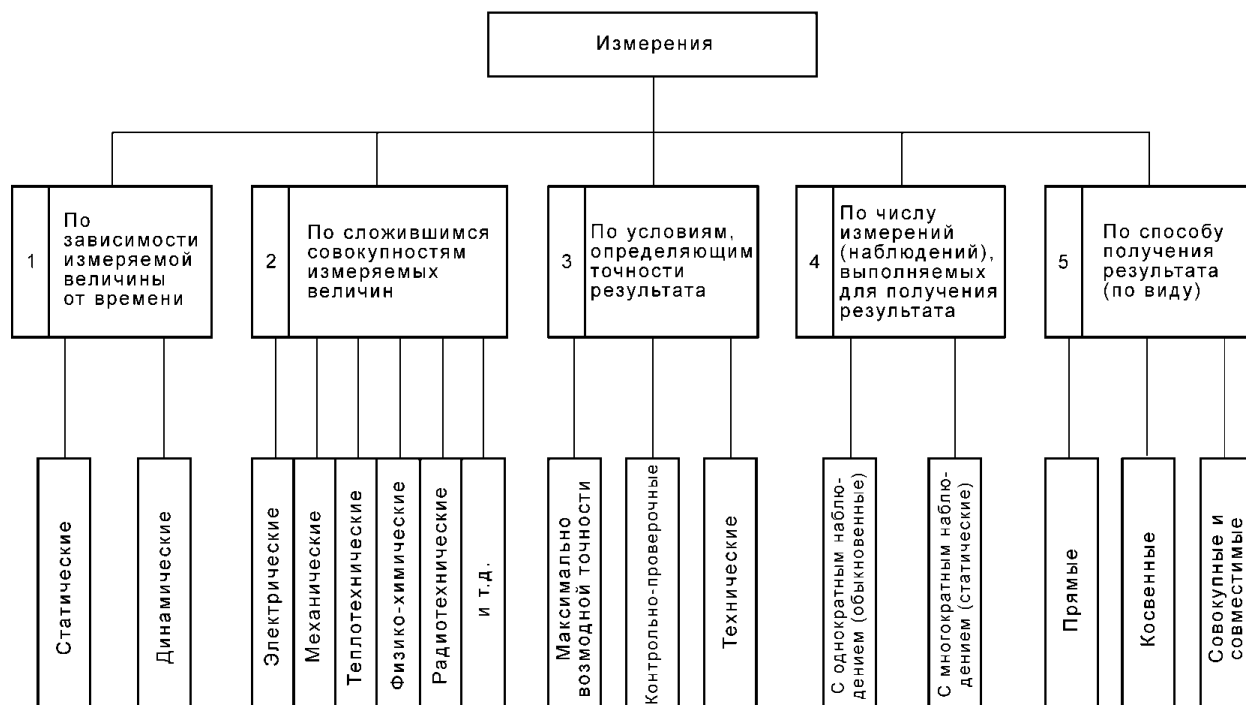 Измерения
1
По
зависимости
измеряемой
величины
от времени
2
По сложившимся
совокупностям
измеряемых
величин
3
По условиям,
определяющим
точности
результата
4
По числу
измерений
(наблюдений),
выполняемых
для получения
результата
5
По способу
получения
результата
(по виду)
Статические
Динамические
Электрические
Механические
Теплотехнические
Физико-химические
Радиотехнические
и т.д.
Максимально
возмодной точности
Контрольно-проверочные
Технические
С однократным наблю-
дением (обыкновенные)
С многократным наблю-
дением (статические)
Прямые
Косвенные
Совокупные и
совместимые